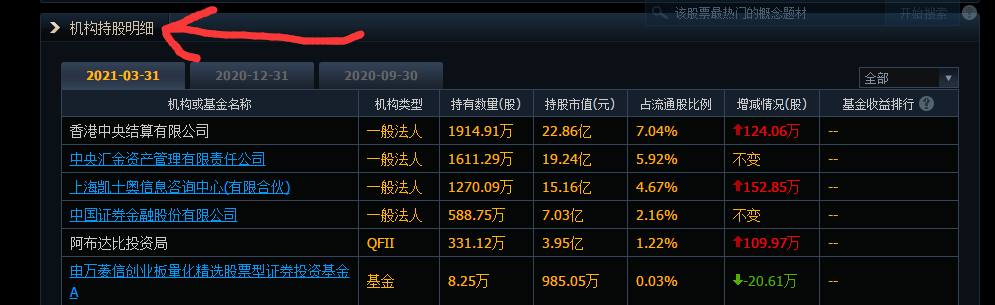 该股票最热门的概念题材 开始搜索
机构持股明细
2021-03-31 2020-12-31 2020-09-30
全部
机构或基金名称 机构类型 持有数量(股) 持股市值(元) 占流通股比例 增减情况(股) 基金收益排行 ?
香港中央结算有限公司 一般法人 1914.91万 22.86亿 7.04% 124.06万 --
中央汇金资产管理有限责任公司 一般法人 1611.29万 19.24亿 5.92% 不变 --
上海凯士奥信息咨询中心(有限合伙) 一般法人 1270.09万 15.16亿 4.67% 152.85万 --
中国证券金融股份有限公司 一般法人 588.75万 7.03亿 2.16% 不变 --
阿布达比投资局 QFII 331.12万 3.95亿 1.22% 109.97万 --
申万菱信创业板量化精选股票型证券投资基金
A 基金 8.25万 985.05万 0.03% -20.61万 --